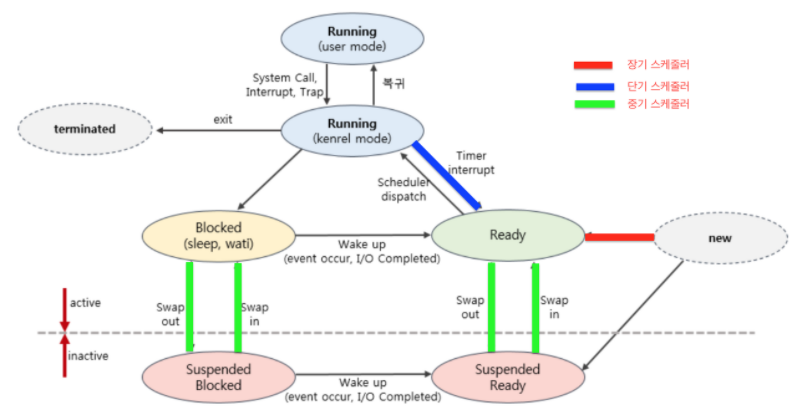 Running
(user mode)
장기 스케줄러
단기 스케줄러
중기 스케줄러
System Call,
Interrupt, Trap
복귀
terminated
exit
Running
(kenrel mode)
Timer
interrupt
Scheduler
dispatch
Blocked
(sleep, wati)
Wake up
(event occur, I/O Completed)
Ready
new
active
inactive
Swap
out
Swap
in
Swap
out
Swap
in
Suspended
Blocked
Wake up
(event occur, I/O Completed)
Suspended
Ready